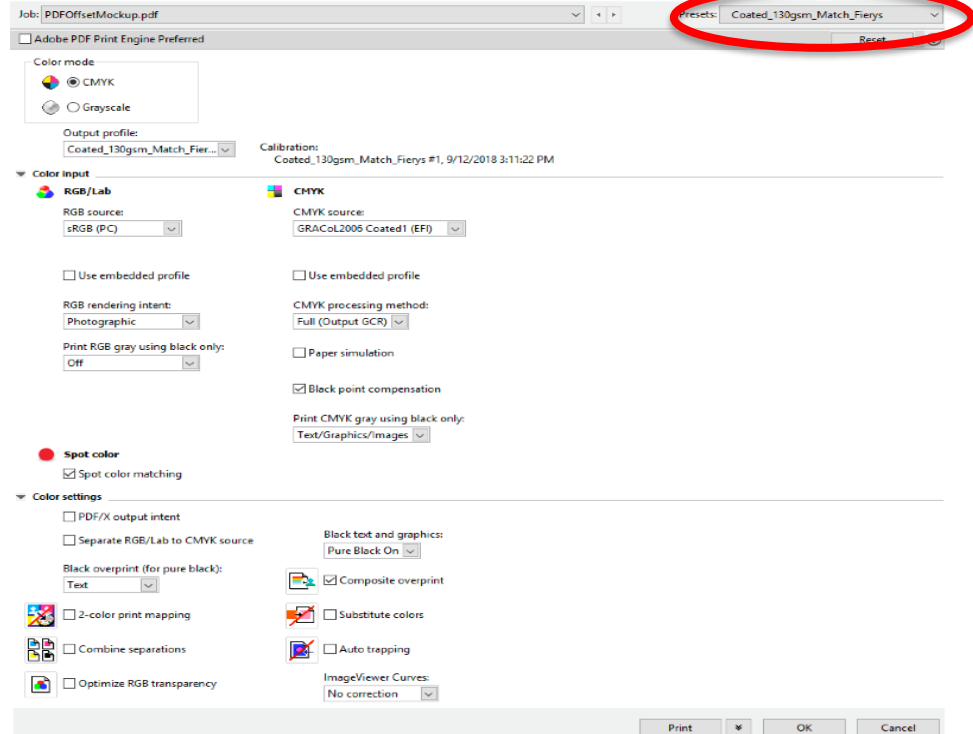 Job: PDFOffsetMockup.pdf Presets: Coated_130gsm_Match_Fierys
Adobe PDF Print Engine Preferred Reset
Color mode
CMYK
Grayscale
Output profile:
Coated_130gsm_Match_Fier...
Calibration:
Coated_130gsm_Match_Fierys #1, 9/12/2018 3:11:22 PM
Color input
RGB/Lab CMYK
RGB source: CMYK source:
sRGB (PC) GRACoL2006 Coated1 (EFI)
Use embedded profile Use embedded profile
RGB rendering intent: CMYK processing method:
Photographic Full (Output GCR)
Print RGB gray using black only:
Off
Paper simulation
Black point compensation
Print CMYK gray using black only:
Text/Graphics/Images
Spot color
Spot color matching
Color settings
PDF/X output intent
Separate RGB/Lab to CMYK source
Black text and graphics:
Pure Black On
Black overprint (for pure black):
Text
Composite overprint
2-color print mapping Substitute colors
Combine separations Auto trapping
Optimize RGB transparency
ImageViewer Curves:
No correction
Print OK Cancel